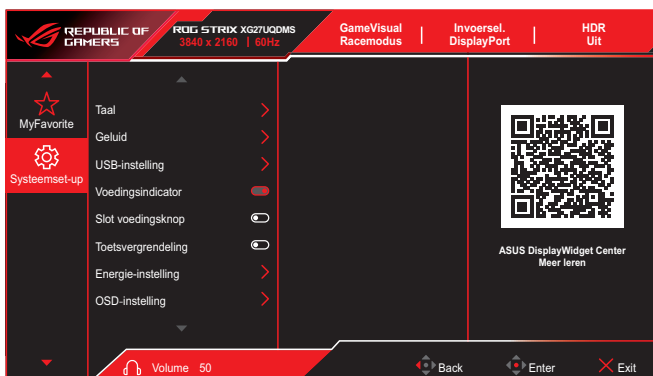 REPUBLIC OF
GAMERS
ROG STRIX XG27UQDMS
3840 x 2160 | 60Hz
GameVisual
Racemodus
Invoersel.
DisplayPort
HDR
Uit
MyFavorite
Systeemset-up
Taal
Geluid
USB-instelling
Voedingsindicator
Slot voedingsknop
Toetsvergrendeling
Energie-instelling
OSD-instelling
ASUS DisplayWidget Center
Meer leren
Volume 50
Back
Enter
Exit